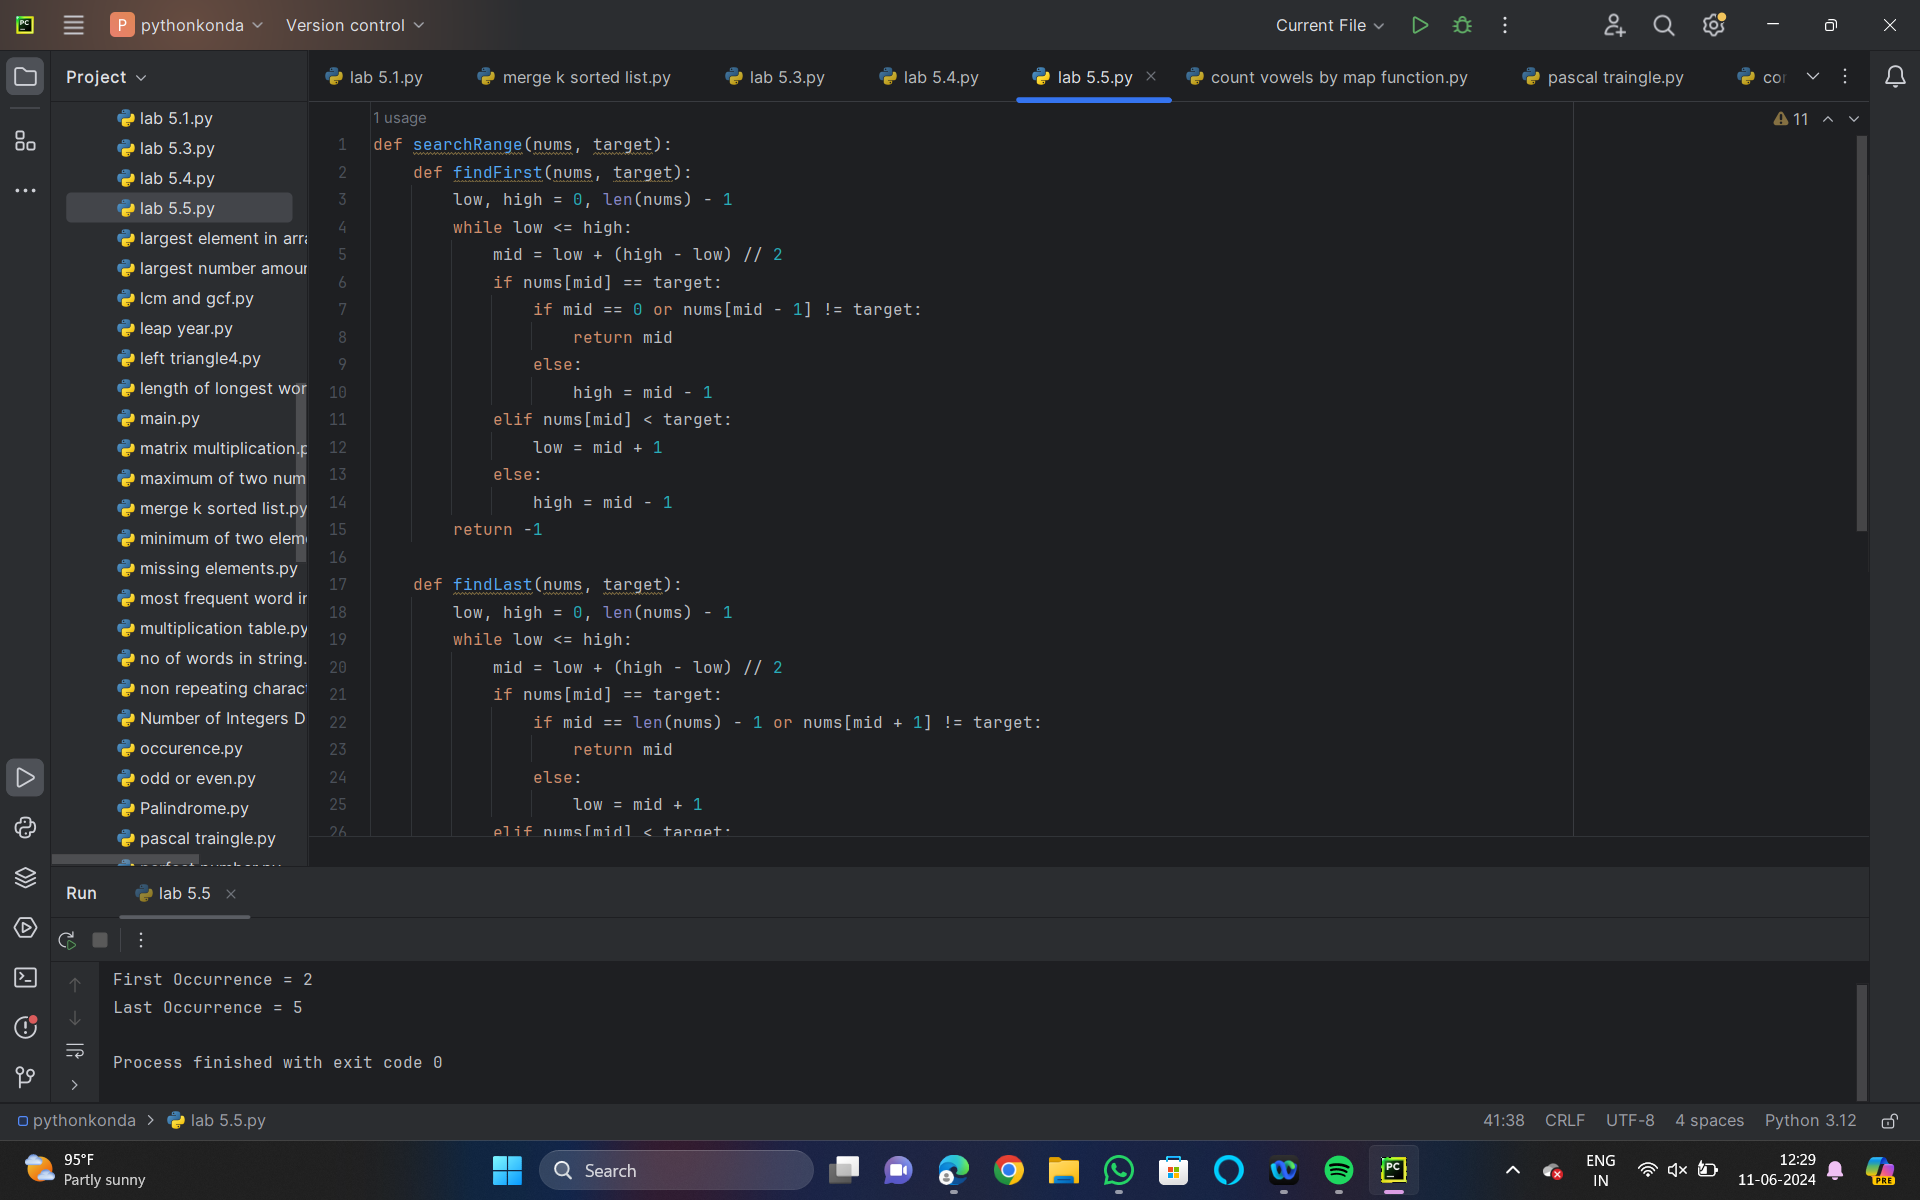 PC P pythonkonda Version control Current File
Project lab 5.1.py merge k sorted list.py lab 5.3.py lab 5.4.py lab 5.5.py count vowels by map function.py pascal traingle.py
lab 5.1.py
lab 5.3.py
lab 5.4.py
lab 5.5.py
largest element in arra
largest number amour
lcm and gcf.py
leap year.py
left triangle4.py
length of longest wor
main.py
matrix multiplication.p
maximum of two num
merge k sorted list.py
minimum of two elem
missing elements.py
most frequent word in
multiplication table.py
no of words in string.
non repeating charact
Number of Integers D
occurence.py
odd or even.py
Palindrome.py
pascal traingle.py
1 usage
11
1 def searchRange(nums, target):
2     def findFirst(nums, target):
3         low, high = 0, len(nums) - 1
4         while low <= high:
5             mid = low + (high - low) // 2
6             if nums[mid] == target:
7                 if mid == 0 or nums[mid - 1] != target:
8                     return mid
9                 else:
10                     high = mid - 1
11             elif nums[mid] < target:
12                 low = mid + 1
13             else:
14                 high = mid - 1
15         return -1
16
17     def findLast(nums, target):
18         low, high = 0, len(nums) - 1
19         while low <= high:
20             mid = low + (high - low) // 2
21             if nums[mid] == target:
22                 if mid == len(nums) - 1 or nums[mid + 1] != target:
23                     return mid
24                 else:
25                     low = mid + 1
26             elif nums[mid] < target:
Run lab 5.5
First Occurrence = 2
Last Occurrence = 5
Process finished with exit code 0
pythonkonda > lab 5.5.py 41:38 CRLF UTF-8 4 spaces Python 3.12
95°F
Partly sunny
Search
PC
ENG
IN
12:29
11-06-2024
PRE